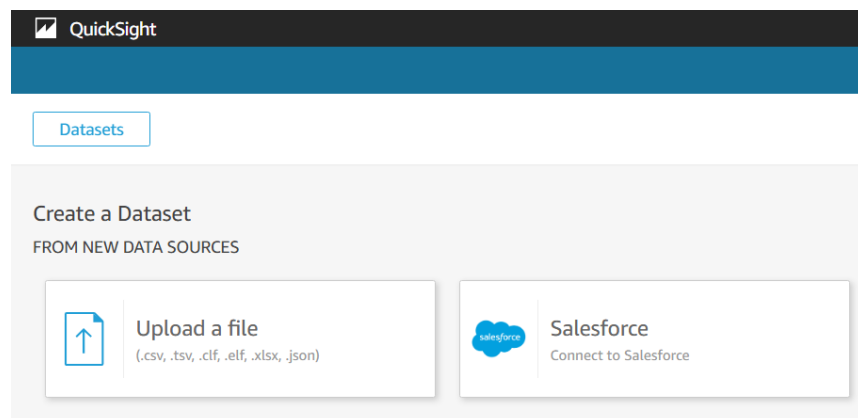 QuickSight
Datasets
Create a Dataset
FROM NEW DATA SOURCES
Upload a file
(.csv, .tsv, .clf, .elf, .xlsx, .json)
salesforce
Salesforce
Connect to Salesforce